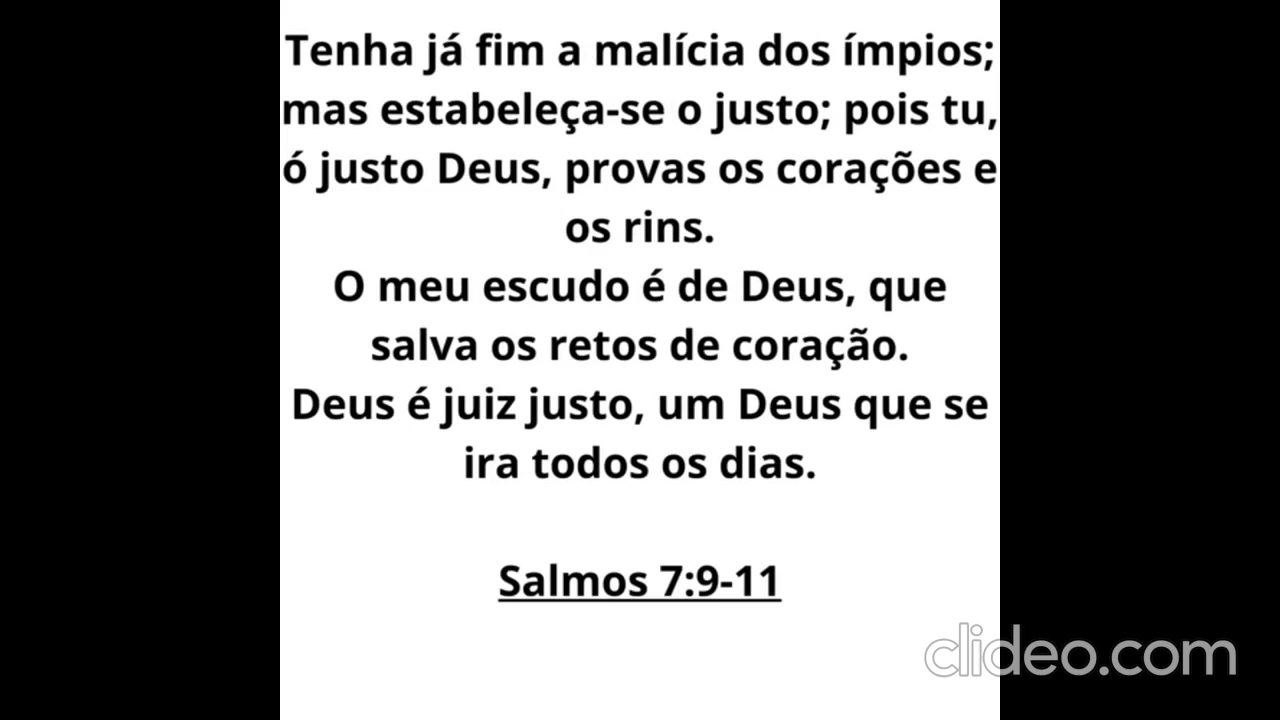 Tenha já fim a malícia dos ímpios;
mas estabeleça-se o justo; pois tu,
ó justo Deus, provas os corações e
os rins.
O meu escudo é de Deus, que
salva os retos de coração.
Deus é juiz justo, um Deus que se
ira todos os dias.
Salmos 7:9-11
clideo.com